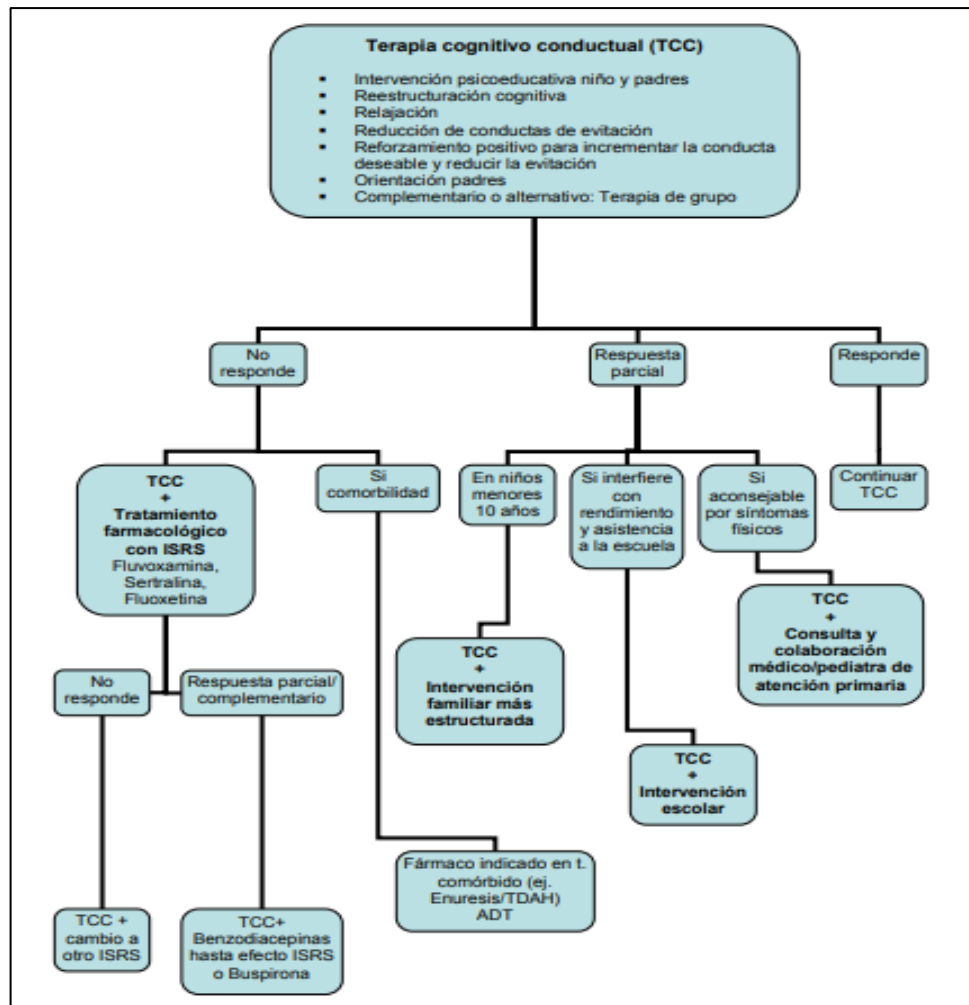 Terapia cognitivo conductual (TCC)
▪ Intervención psicoeducativa niño y padres
▪ Reestructuración cognitiva
▪ Relajación
▪ Reducción de conductas de evitación
▪ Reforzamiento positivo para incrementar la conducta
deseable y reducir la evitación
▪ Orientación padres
▪ Complementario o alternativo: Terapia de grupo
No
responde
Respuesta
parcial
Responde
TCC
+
Tratamiento
farmacológico
con ISRS
Fluvoxamina,
Sertralina,
Fluoxetina
Si
comorbilidad
En niños
menores
10 años
Si interfiere
con
rendimiento
y asistencia
a la escuela
Si
aconsejable
por síntomas
físicos
Continuar
TCC
No
responde
Respuesta parcial/
complementario
TCC
+
Intervención
familiar más
estructurada
TCC
+
Consulta y
colaboración
médico/pediatra de
atención primaria
TCC
+
Intervención
escolar
TCC +
cambio a
otro ISRS
TCC+
Benzodiacepinas
hasta efecto ISRS
o Buspirona
Fármaco indicado en t.
comórbido (ej.
Enuresis/TDAH)
ADT